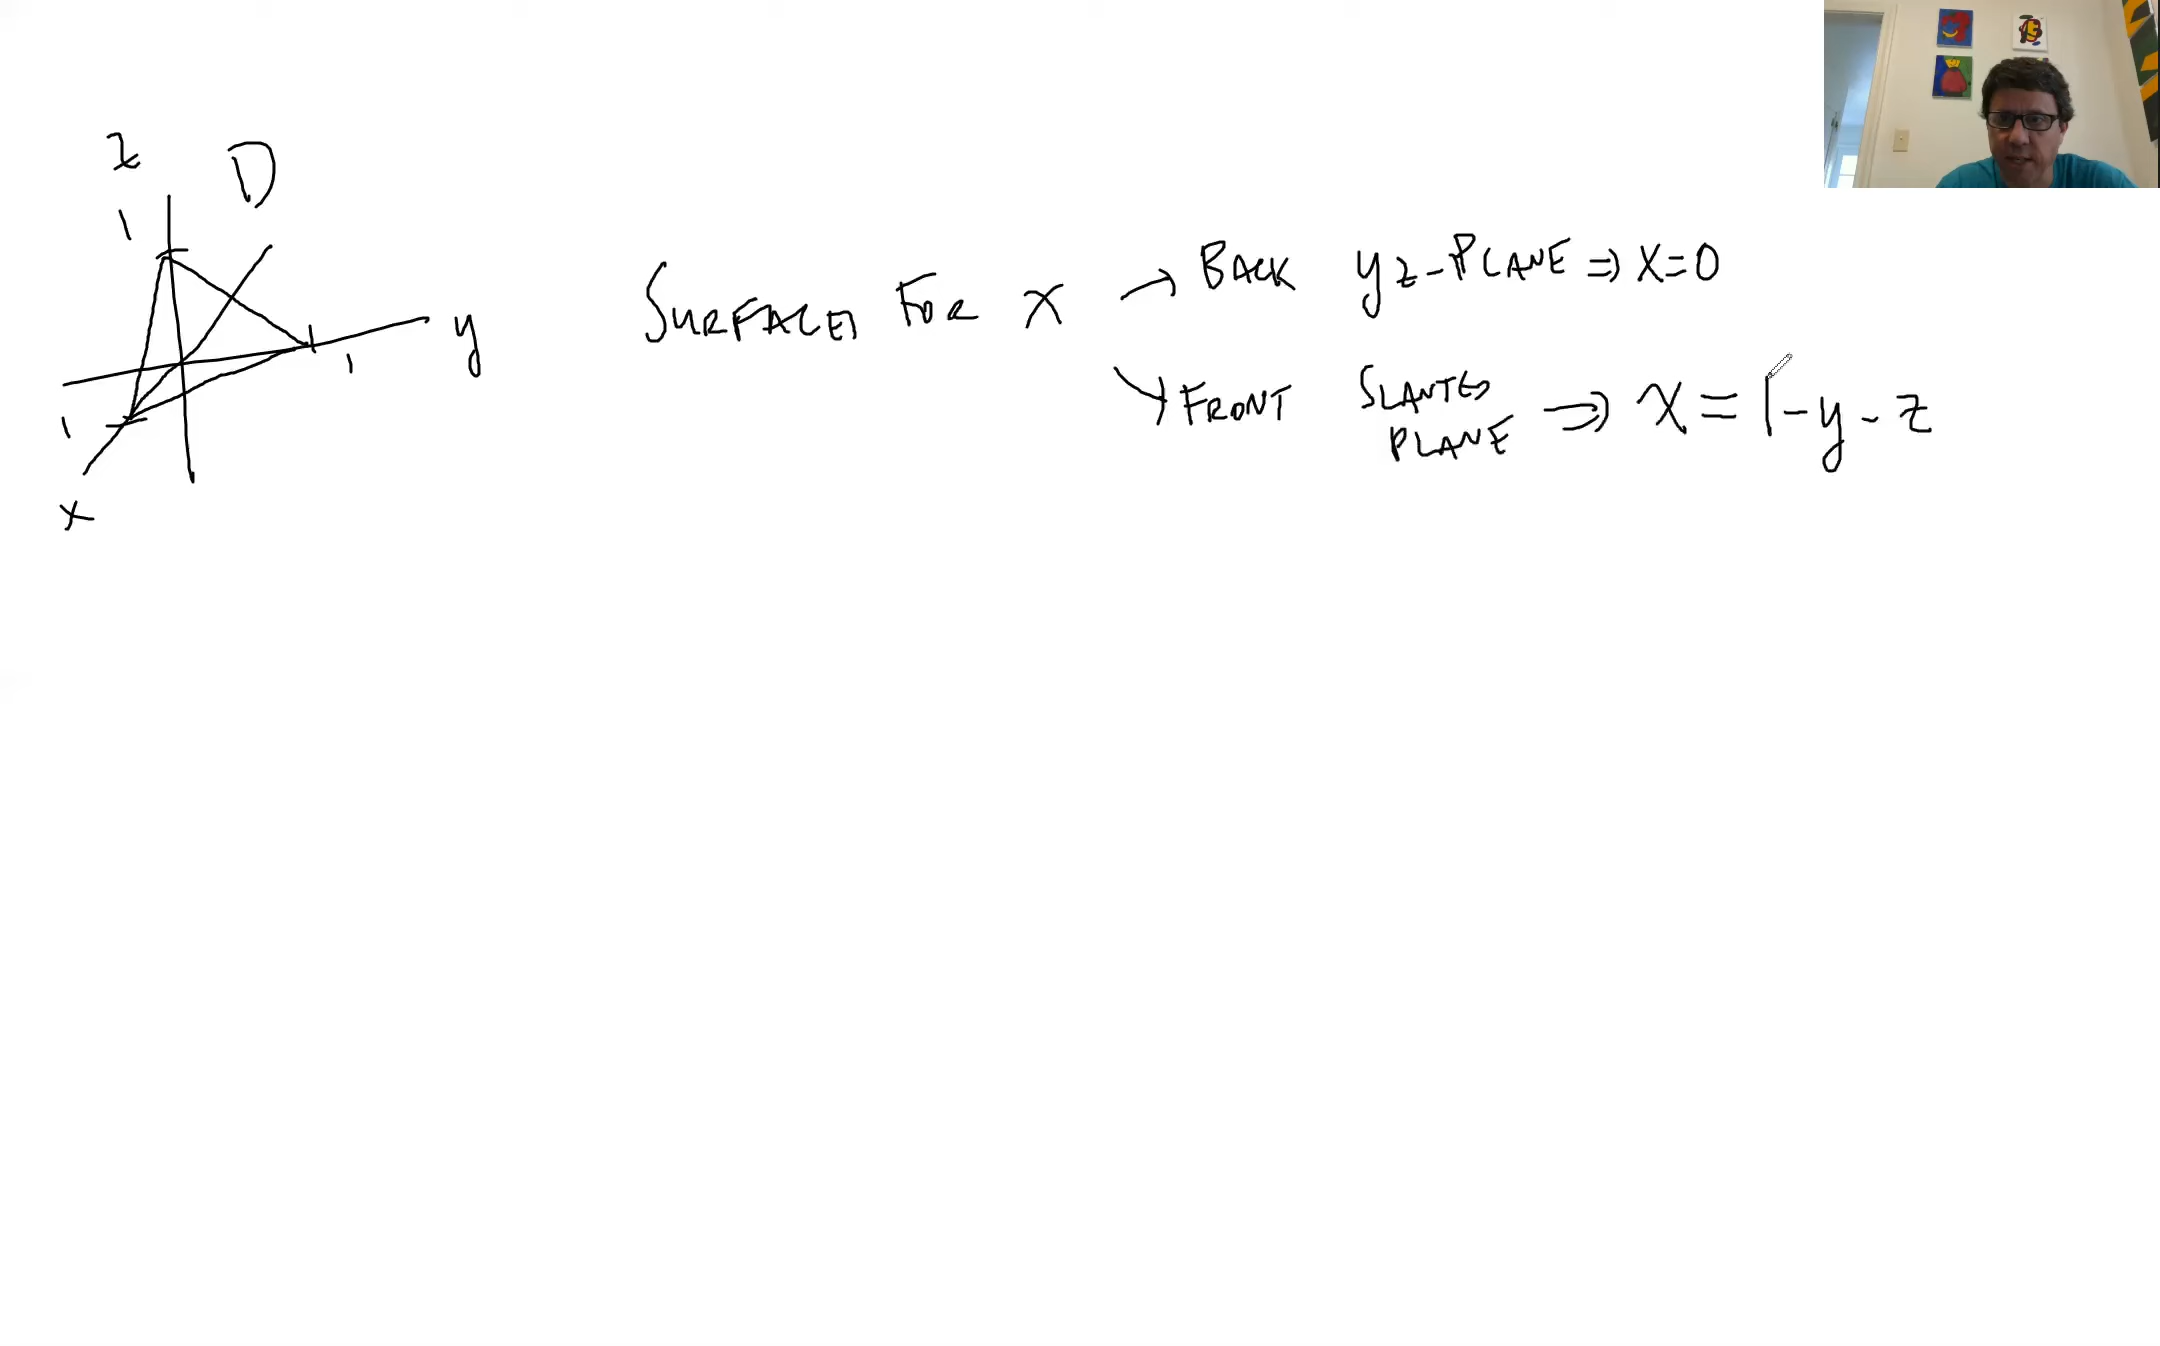 z
D
1
y
1
1
x
SURFACES FOR x
→ BACK yz-PLANE ⇒ x=0
↘ FRONT SLANTED PLANE ⇒ x = 1-y-z